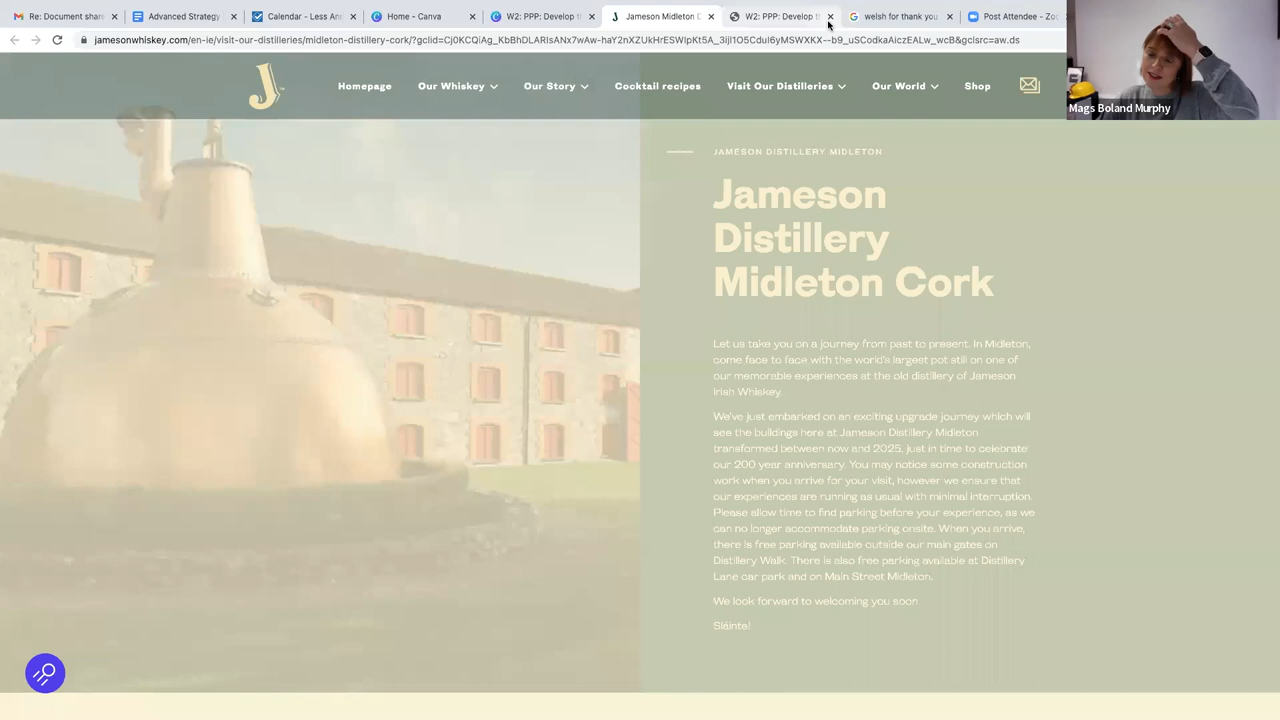 Re: Document share
Advanced Strategy
Calendar - Less Ann
Home - Canva
W2: PPP: Develop t
Jameson Midleton D
W2: PPP: Develop th
welsh for thank you
Post Attendee - Zoo
jamesonwhiskey.com/en-ie/visit-our-distilleries/midleton-distillery-cork/
Homepage
Our Whiskey
Our Story
Cocktail recipes
Visit Our Distilleries
Our World
Shop
Mags Boland Murphy
JAMESON DISTILLERY MIDLETON
Jameson
Distillery
Midleton Cork
Let us take you on a journey from past to present. In Midleton,
come face to face with the world's largest pot still on one of
our memorable experiences at the old distillery of Jameson
Irish Whiskey.
We've just embarked on an exciting upgrade journey which will
see the buildings here at Jameson Distillery Midleton
transformed between now and 2025, just in time to celebrate
our 200 year anniversary. You may notice some construction
work when you arrive for your visit, however we ensure that
our experiences are running as usual with minimal interruption.
Please allow time to find parking before your experience, as we
can no longer accommodate parking onsite. When you arrive,
there is free parking available outside our main gates on
Distillery Walk. There is also free parking available at Distillery
Lane car park and on Main Street Midleton.
We look forward to welcoming you soon
Sláinte!